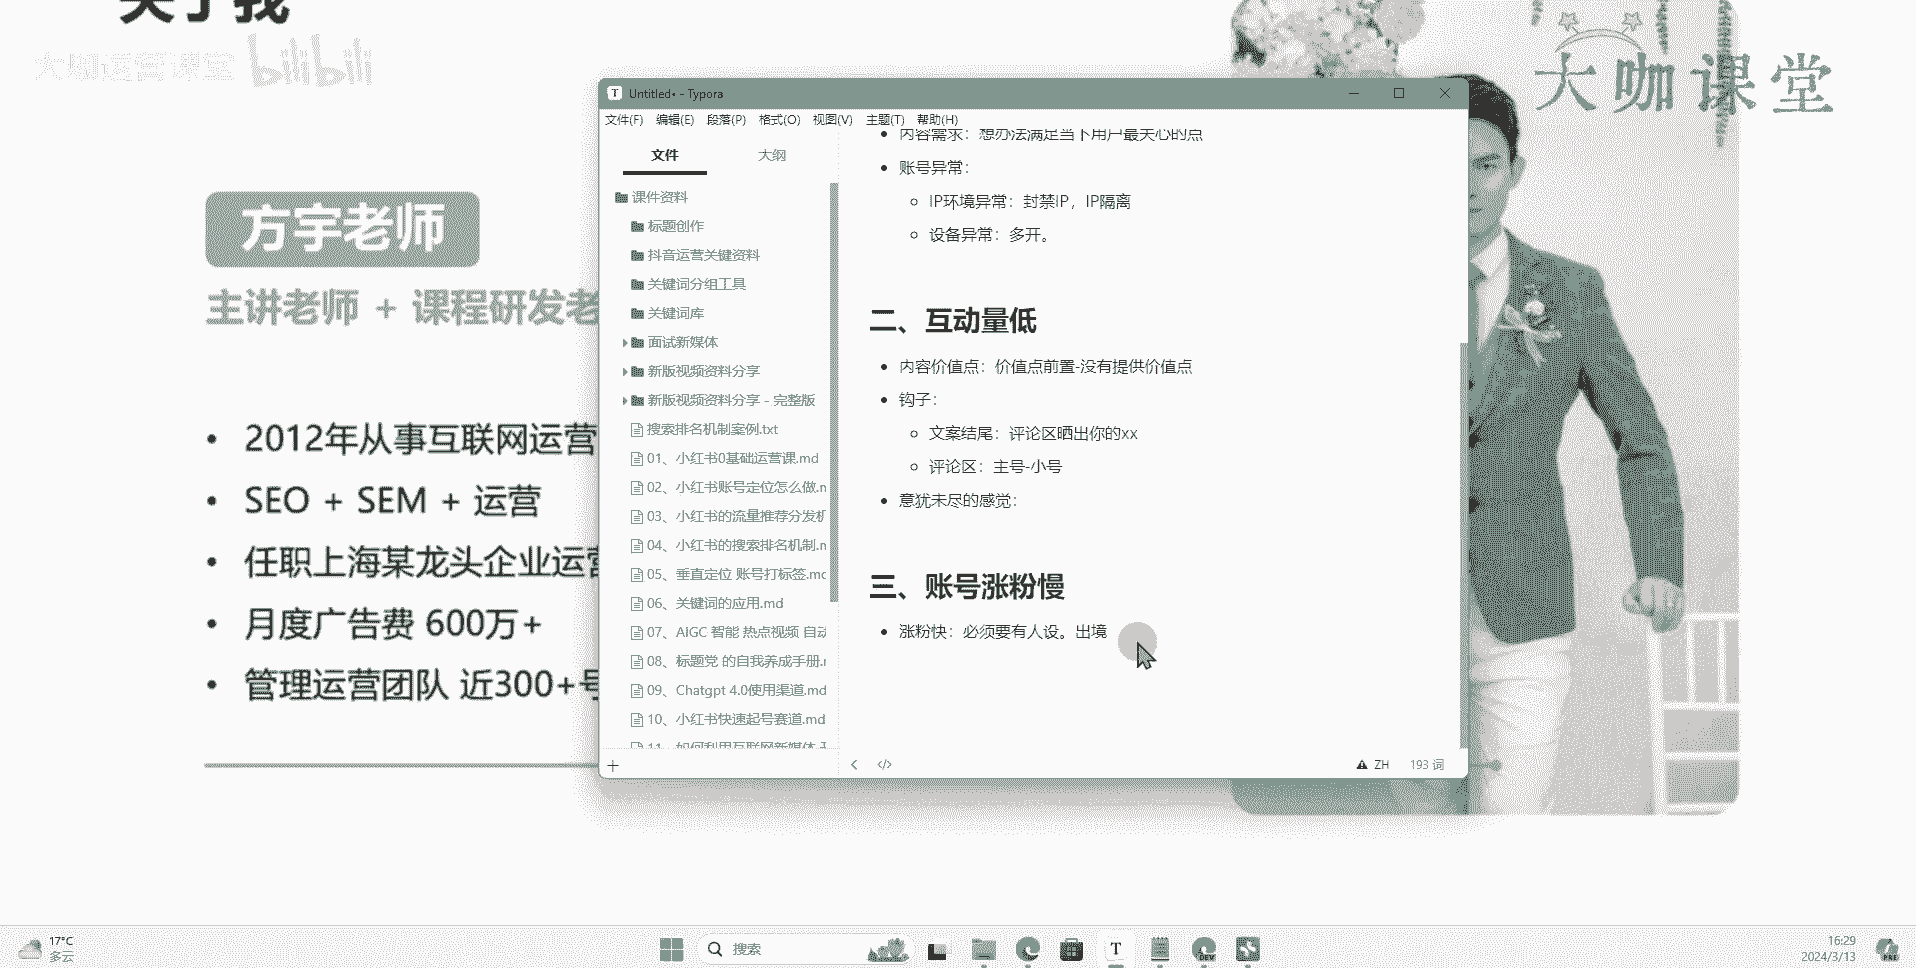 关于我
大咖运营课堂 bilibili
大咖课堂
方宇老师
主讲老师 + 课程研发老
2012年从事互联网运营
SEO + SEM + 运营
任职上海某龙头企业运营
月度广告费 600万+
管理运营团队 近300+号
Untitled• - Typora
文件(F) 编辑(E) 段落(P) 格式(O) 视图(V) 主题(T) 帮助(H)
文件 大纲
课件资料
标题创作
抖音运营关键资料
关键词分组工具
关键词库
面试新媒体
新版视频资料分享
新版视频资料分享 - 完整版
搜索排名机制案例.txt
01、小红书0基础运营课.md
02、小红书账号定位怎么做.m
03、小红书的流量推荐分发机
04、小红书的搜索排名机制.m
05、垂直定位 账号打标签.mc
06、关键词的应用.md
07、AIGC 智能 热点视频 自动
08、标题党 的自我养成手册.r
09、Chatgpt 4.0使用渠道.md
10、小红书快速起号赛道.md
11、如何利用互联网新媒体
内容需求：想办法满足当下用户最关心的点
账号异常：
IP环境异常：封禁IP，IP隔离
设备异常：多开。
二、互动量低
内容价值点：价值点前置-没有提供价值点
钩子：
文案结尾：评论区晒出你的xx
评论区：主号-小号
意犹未尽的感觉：
三、账号涨粉慢
涨粉快：必须要有人设。出境
ZH 193 词
17°C
多云
搜索
T
DEV
16:29
2024/3/13
PRE